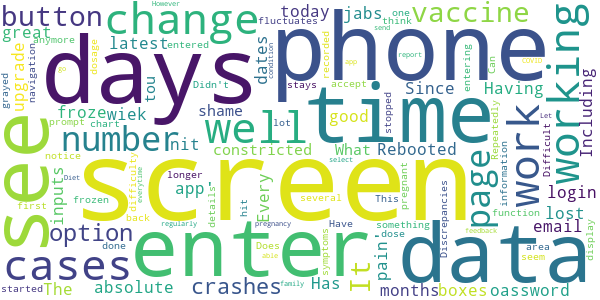 However
button
change
vaccine
great
latest
today
jabs
one
think
fluctuates
anymore
entered
navigation
upgrade
dosage
days
phone
dates
condition
stays
recorded
accept
send
app
report
COVID
entering
Can
working
Including
grayed
out
prompt
go
froze
wiek
tou
Didn't
shame
well
time
good
stopped
Since
Having
see
number
chart
nit
lot
constricted
What
Rebooted
pregnant
Repeatedly
Difficult
Let
work
information
login
notice
Diet
inputs
frozen
difficulty
everytime
app'
longer
screen
select
Every
hit
several
This
pain'
page
Discrepancies
function
lost
email
first
option
back
details'
It
Have
something
close
area
seem
display
cases
done
regularly
enter
Does
able
pregnancy
symptoms
feedback
data
The
started
absolute
crashes
Has
family
months
boxes
oassword